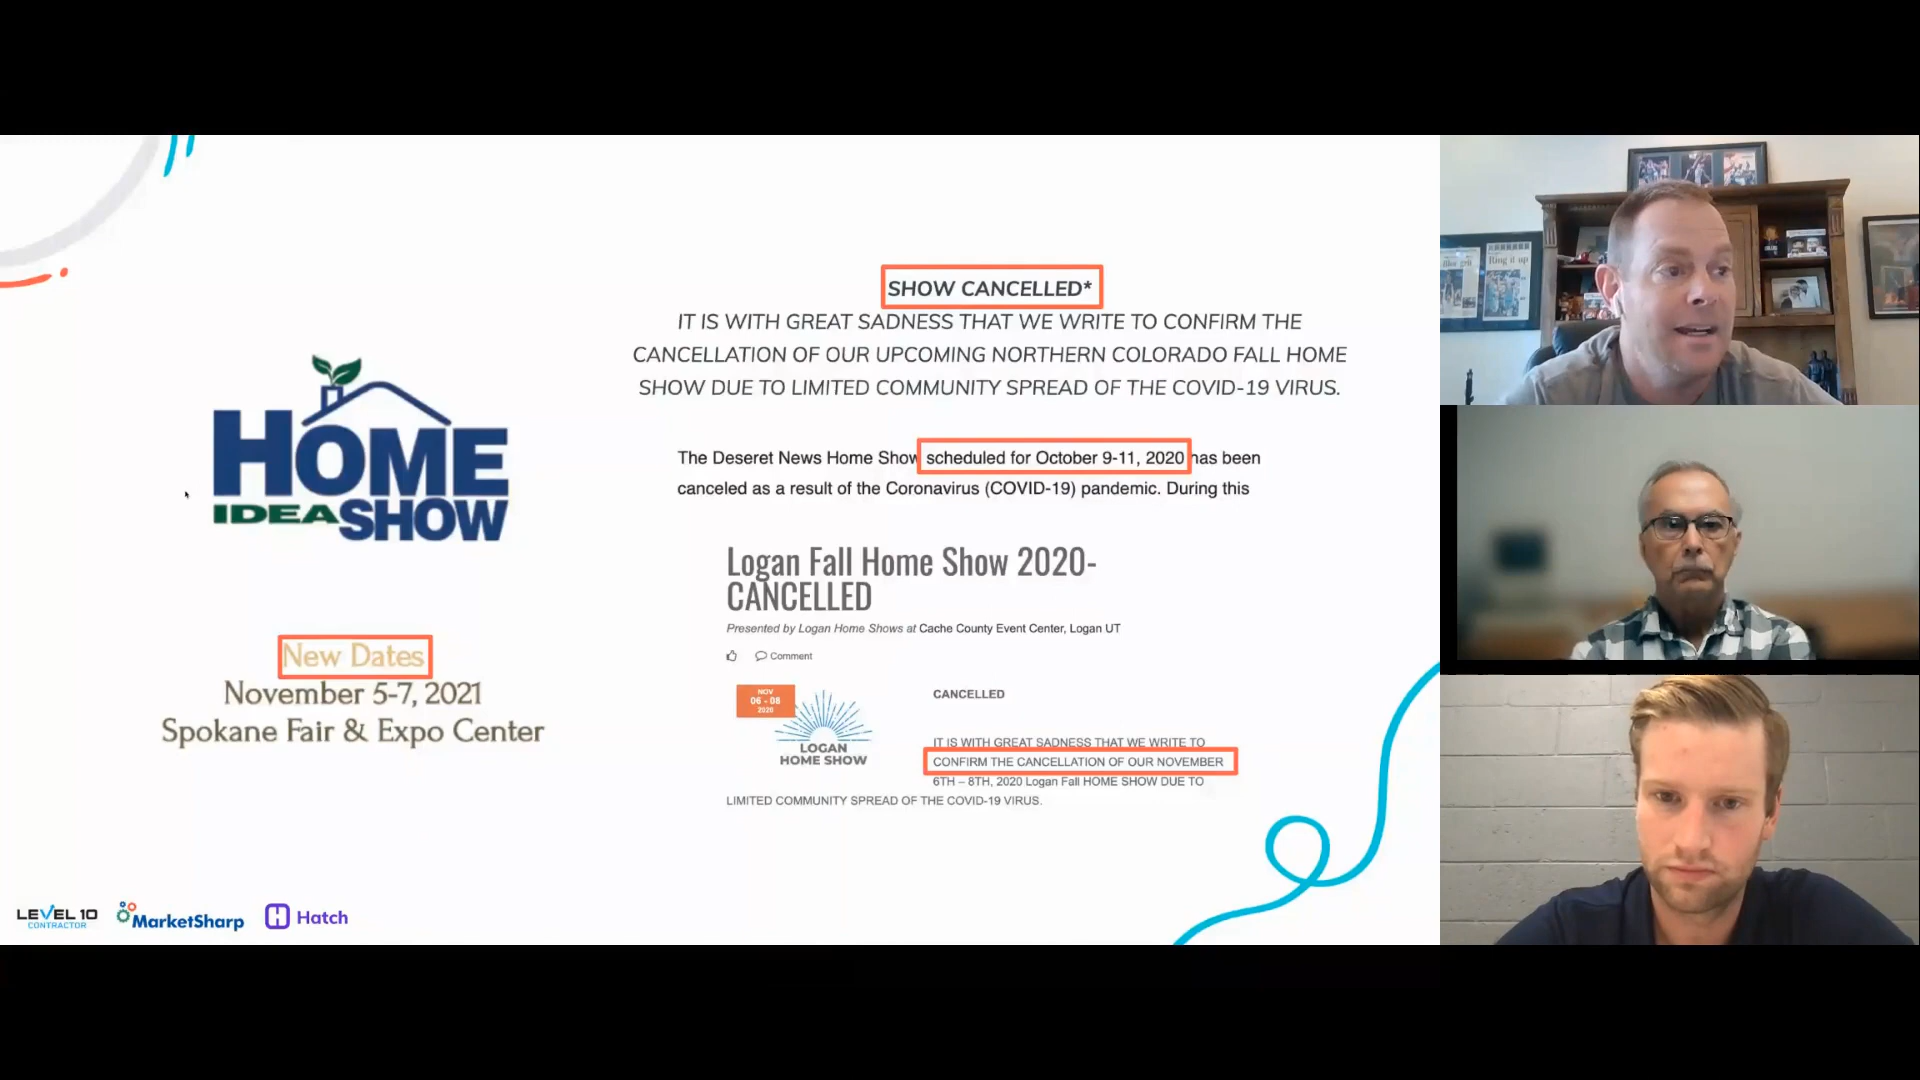 HOME
IDEA SHOW
New Dates
November 5-7, 2021
Spokane Fair & Expo Center
SHOW CANCELLED*
IT IS WITH GREAT SADNESS THAT WE WRITE TO CONFIRM THE
CANCELLATION OF OUR UPCOMING NORTHERN COLORADO FALL HOME
SHOW DUE TO LIMITED COMMUNITY SPREAD OF THE COVID-19 VIRUS.
The Deseret News Home Show scheduled for October 9-11, 2020 has been
canceled as a result of the Coronavirus (COVID-19) pandemic. During this
Logan Fall Home Show 2020-
CANCELLED
Presented by Logan Home Shows at Cache County Event Center, Logan UT
Comment
NOV
06 - 08
2020
LOGAN
HOME SHOW
CANCELLED
IT IS WITH GREAT SADNESS THAT WE WRITE TO
CONFIRM THE CANCELLATION OF OUR NOVEMBER
6TH – 8TH, 2020 Logan Fall HOME SHOW DUE TO
LIMITED COMMUNITY SPREAD OF THE COVID-19 VIRUS.
LEVEL 10
CONTRACTOR
MarketSharp
Hatch
Ring it up